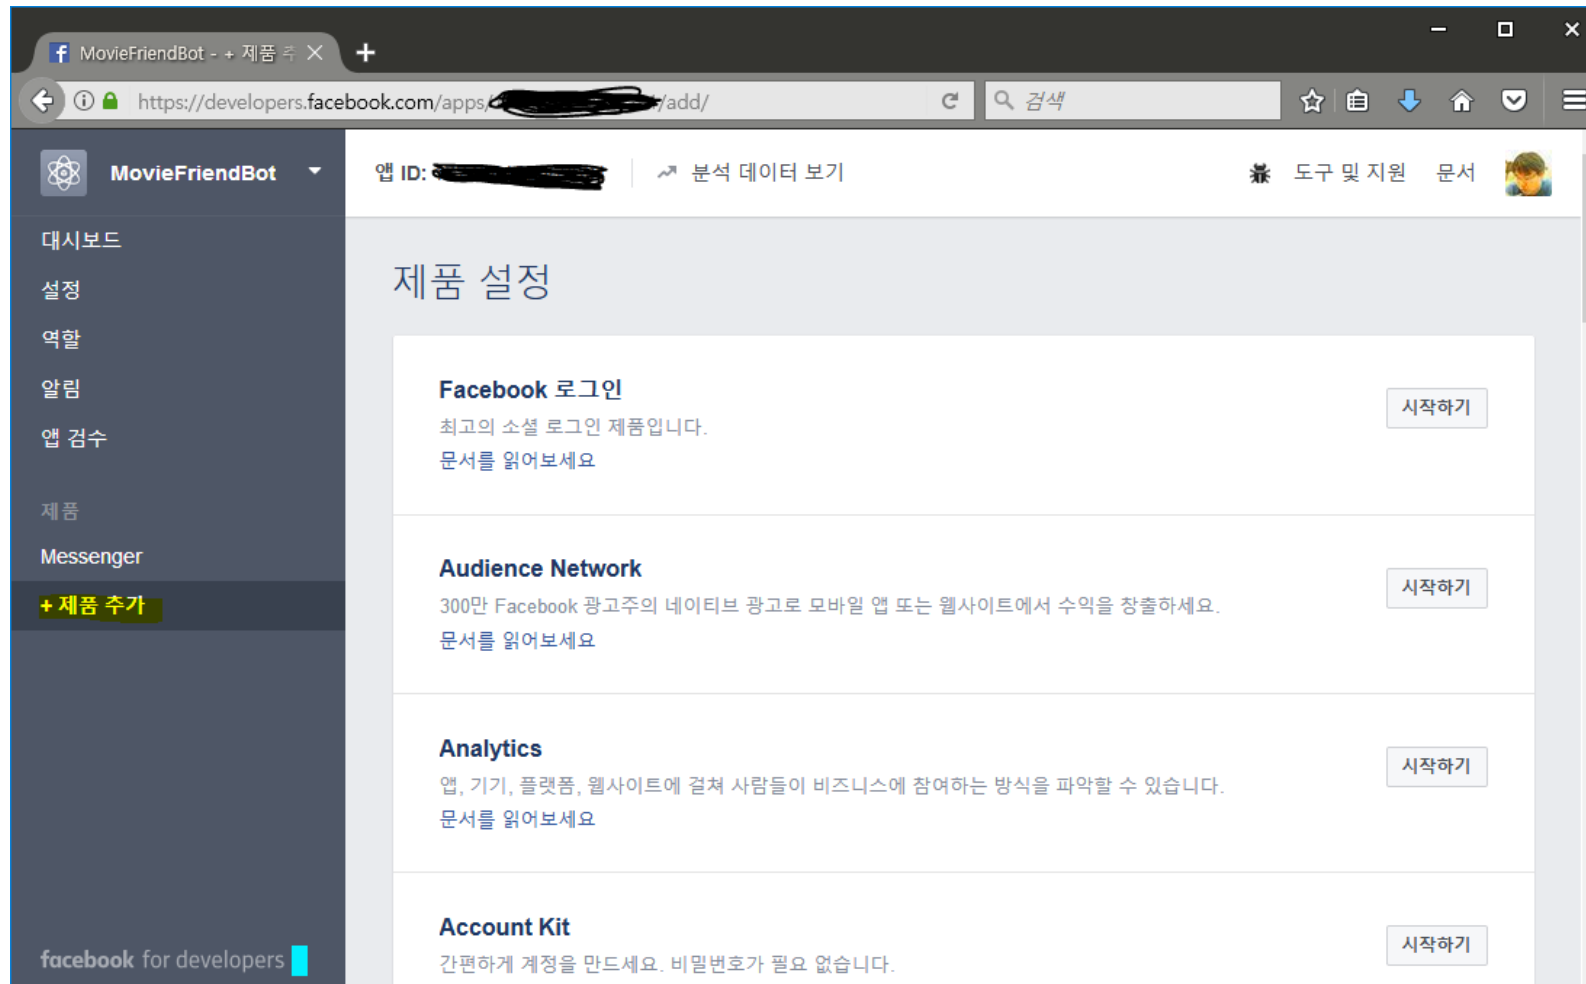 MovieFriendBot - + 제품 추
https://developers.facebook.com/apps/ /add/
검색
MovieFriendBot
앱 ID:
분석 데이터 보기
도구 및 지원
문서
대시보드
설정
역할
알림
앱 검수
제품
Messenger
+ 제품 추가
facebook for developers
제품 설정
Facebook 로그인
최고의 소셜 로그인 제품입니다.
문서를 읽어보세요
시작하기
Audience Network
300만 Facebook 광고주의 네이티브 광고로 모바일 앱 또는 웹사이트에서 수익을 창출하세요.
문서를 읽어보세요
시작하기
Analytics
앱, 기기, 플랫폼, 웹사이트에 걸쳐 사람들이 비즈니스에 참여하는 방식을 파악할 수 있습니다.
문서를 읽어보세요
시작하기
Account Kit
간편하게 계정을 만드세요. 비밀번호가 필요 없습니다.
시작하기